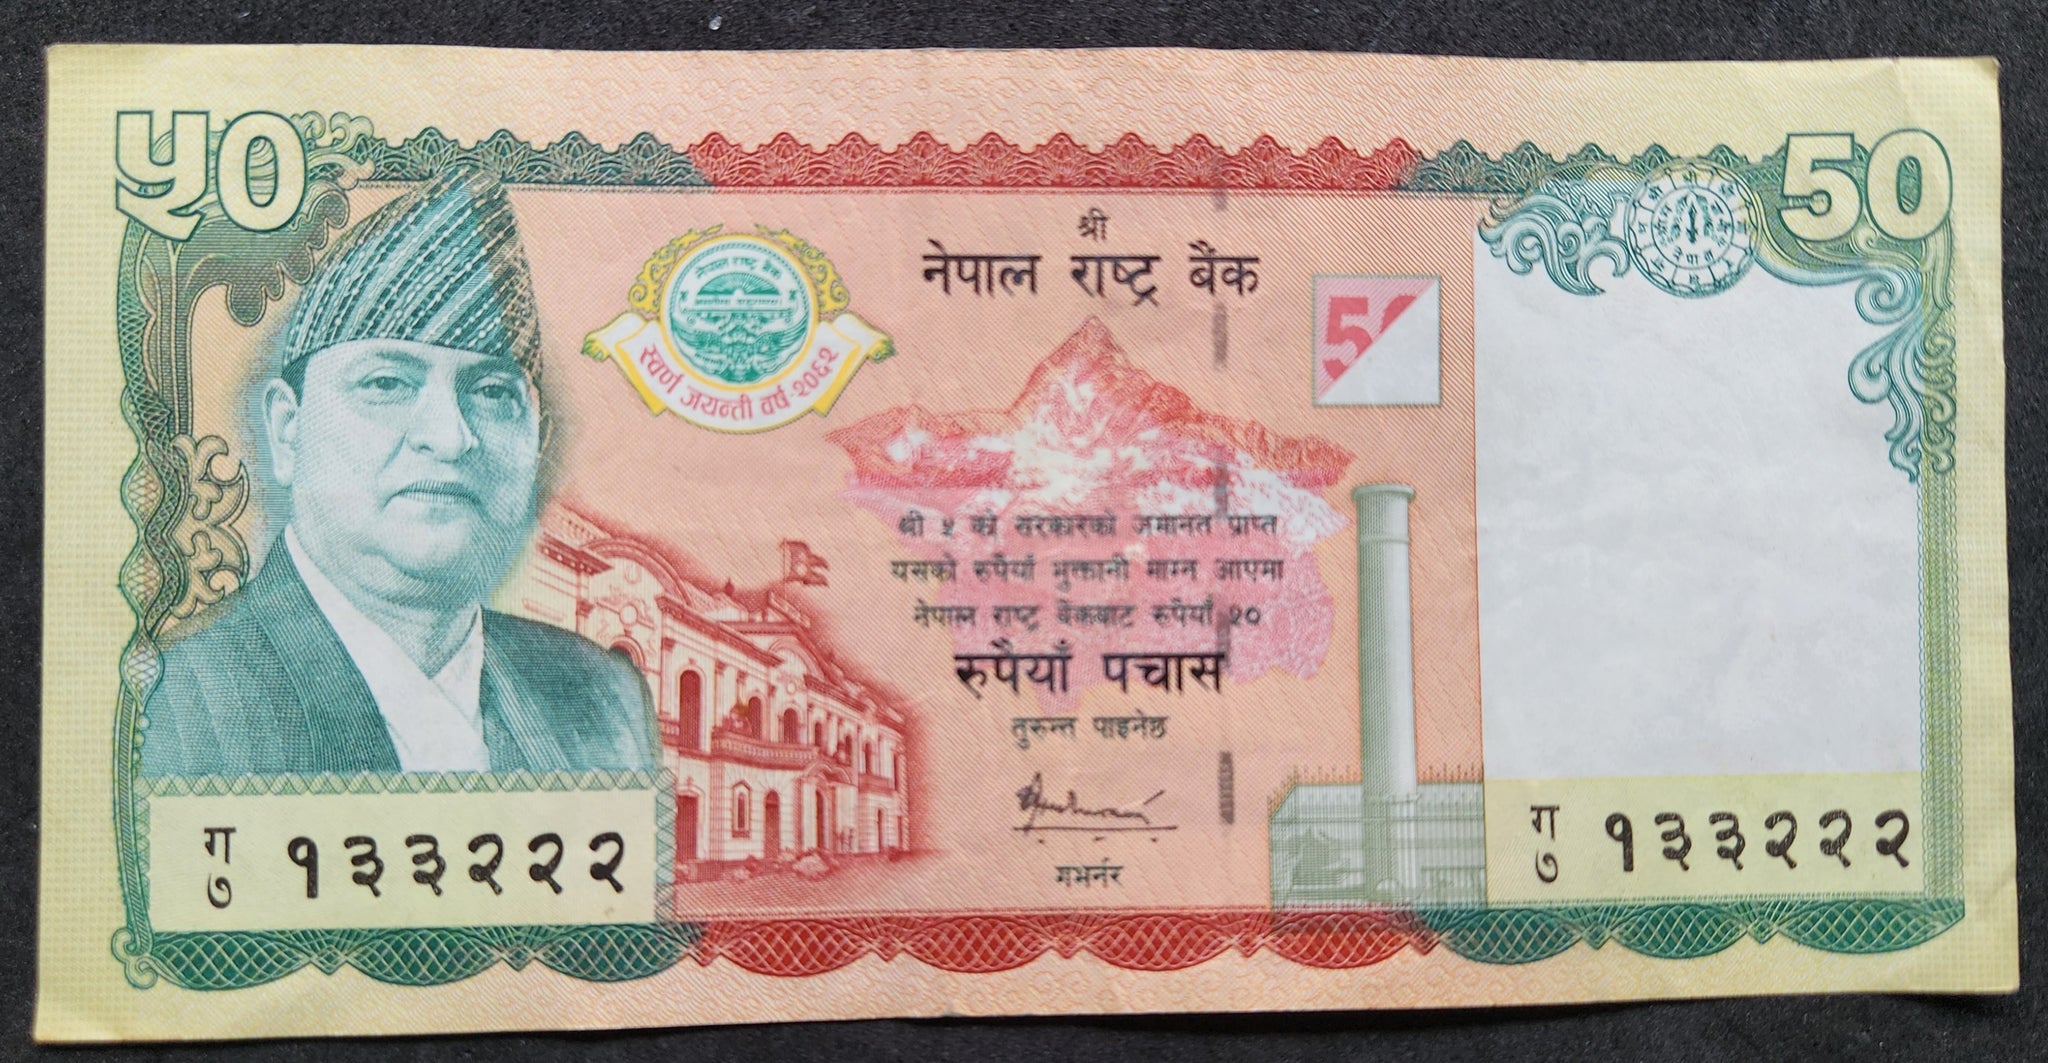 ५०
50
श्री
नेपाल राष्ट्र बैंक
नेपाल राष्ट्र बैंक
स्वर्ण जयन्ती वर्ष-२०६२
50
श्री ५ को सरकारको जमानत प्राप्त
यसको रुपैयाँ भुक्तानी माग्न आएमा
नेपाल राष्ट्र बैंकबाट रुपैयाँ ५०
रुपैयाँ पचास
तुरुन्त पाइनेछ
गभर्नर
ग
७ १३३२२२
ग
७ १३३२२२